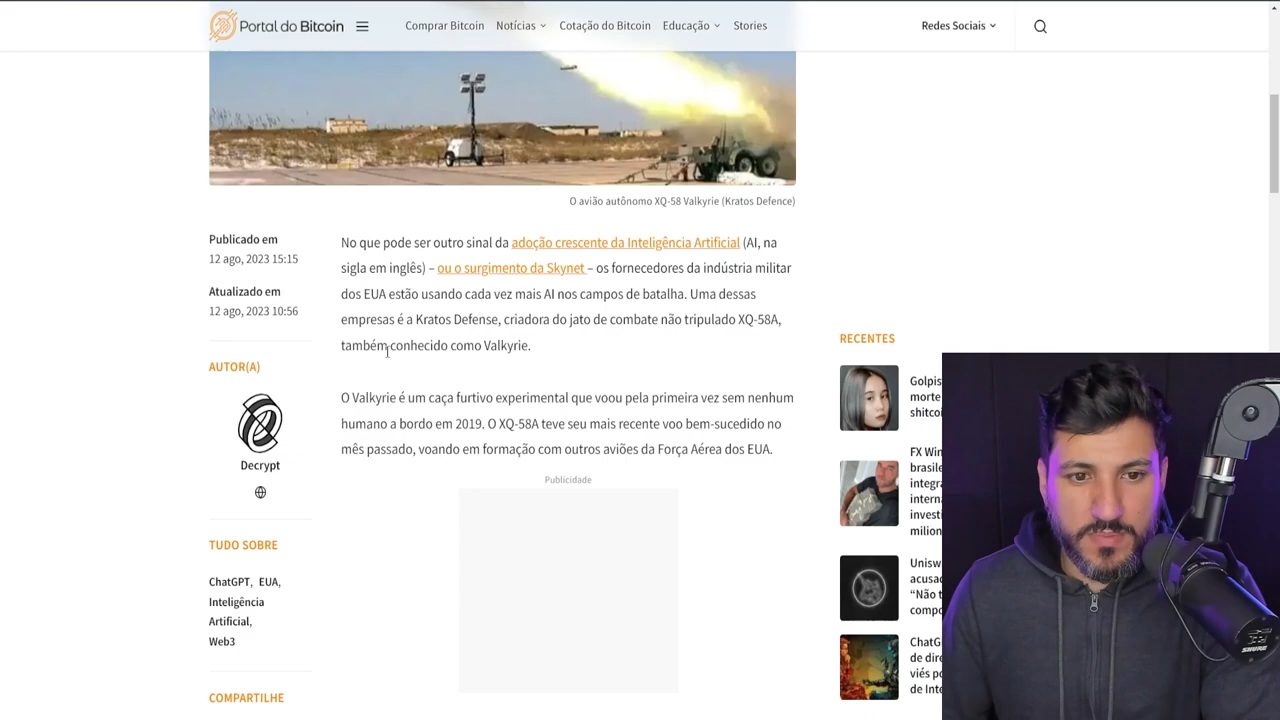 Portal do Bitcoin
Comprar Bitcoin
Notícias
Cotação do Bitcoin
Educação
Stories
Redes Sociais
O avião autônomo XQ-58 Valkyrie (Kratos Defence)
Publicado em
12 ago, 2023 15:15
Atualizado em
12 ago, 2023 10:56
AUTOR(A)
Decrypt
TUDO SOBRE
ChatGPT, EUA,
Inteligência
Artificial,
Web3
COMPARTILHE
No que pode ser outro sinal da adoção crescente da Inteligência Artificial (AI, na
sigla em inglês) – ou o surgimento da Skynet – os fornecedores da indústria militar
dos EUA estão usando cada vez mais AI nos campos de batalha. Uma dessas
empresas é a Kratos Defense, criadora do jato de combate não tripulado XQ-58A,
também conhecido como Valkyrie.
O Valkyrie é um caça furtivo experimental que voou pela primeira vez sem nenhum
humano a bordo em 2019. O XQ-58A teve seu mais recente voo bem-sucedido no
mês passado, voando em formação com outros aviões da Força Aérea dos EUA.
Publicidade
RECENTES
Golpis
morte
shitcoi
FX Win
brasile
integra
interna
investi
milion
Unisw
acusad
“Não t
compo
ChatG
de dire
viés po
de Inte
SHURE